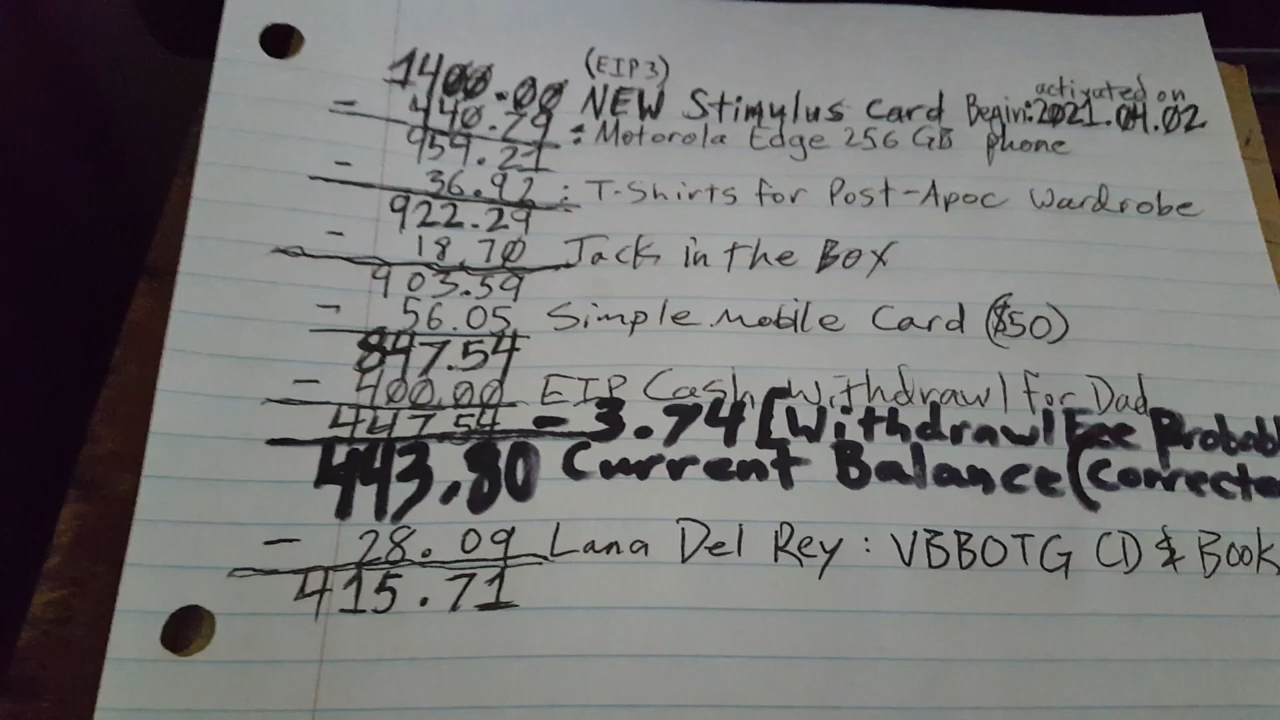 (EIP3)
1400.00 NEW Stimylus Card Begin: activated on 2021.04.02
- 440.79 : Motorola Edge 256 GB phone
959.21
- 36.92 : T-Shirts for Post-Apoc Wardrobe
922.29
- 18.70 Jack in the Box
903.59
- 56.05 Simple mobile Card ($50)
847.54
- 400.00 EIP Cash Withdrawl for Dad
447.54 - 3.74 [Withdrawl Fee Probabl
443.80 Current Balance (Correcte
- 28.09 Lana Del Rey: VBBOTG CD & Book
415.71